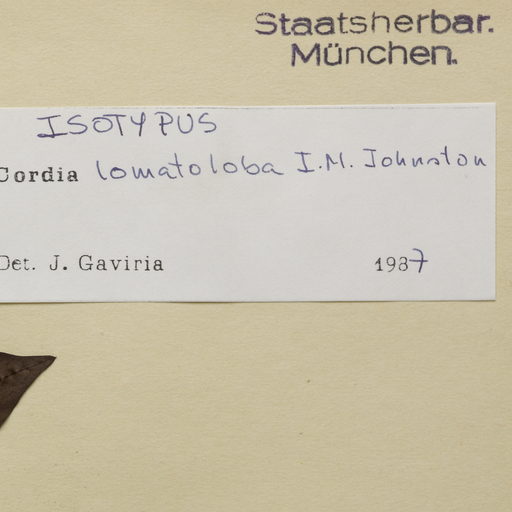 Staatsherbar.
München.
ISOTYPUS
Cordia lomatoloba I.M. Johnston
Det. J. Gaviria 1987